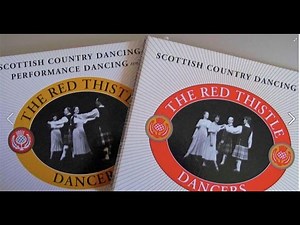 SCOTTISH COUNTRY DANCING
PERFORMANCE DANCING
THE RED THISTLE
DANCERS
SCOTTISH COUNTRY DANCING
THE RED THISTLE
DANCERS